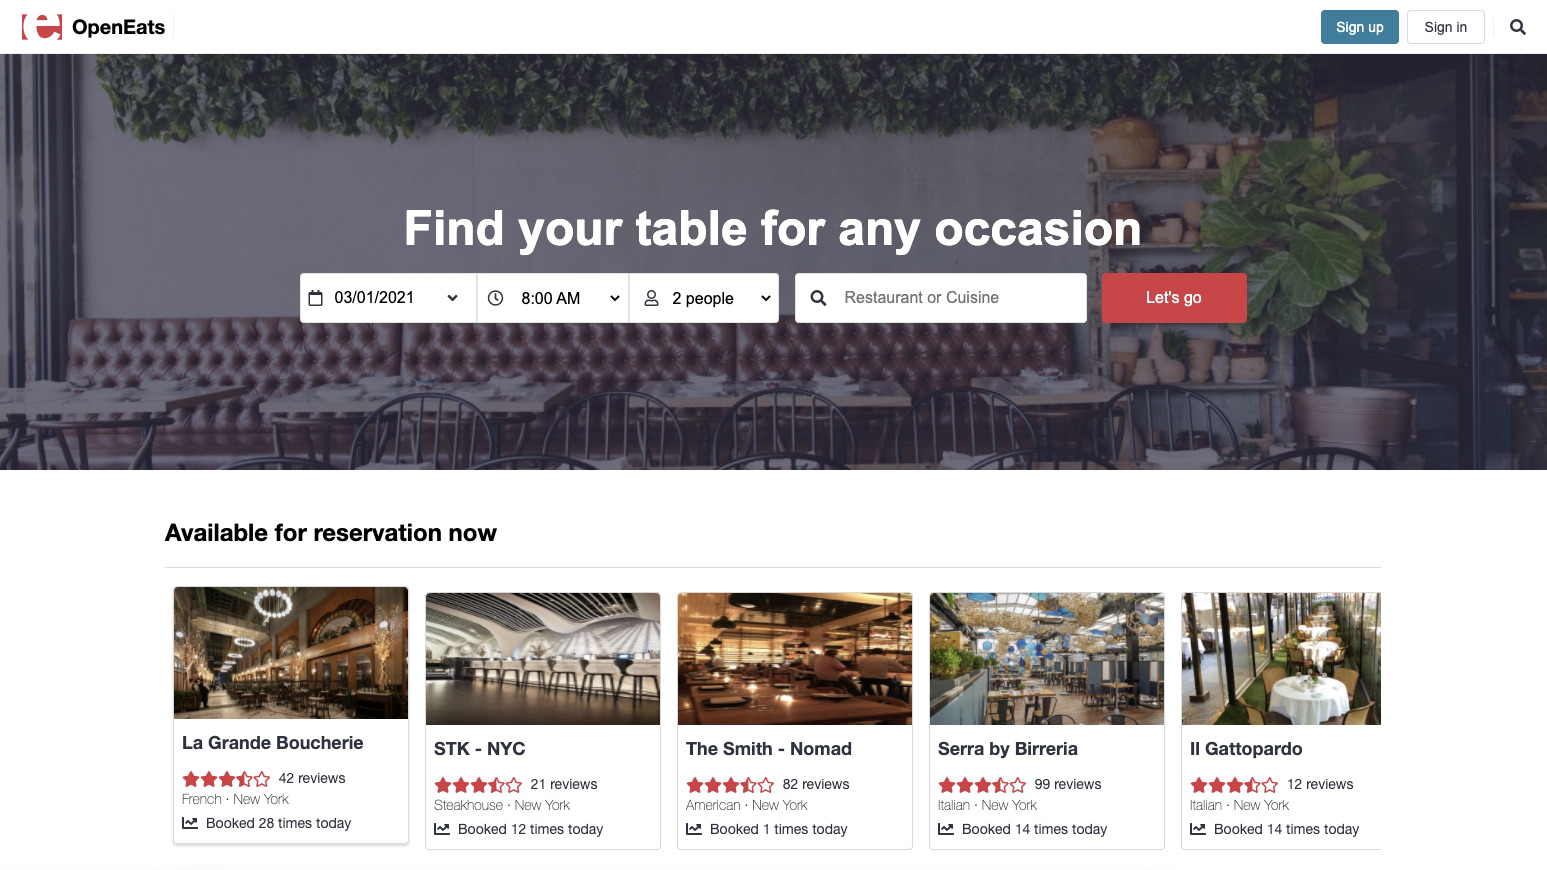 OpenEats
Sign up
Sign in
Find your table for any occasion
03/01/2021
8:00 AM
2 people
Restaurant or Cuisine
Let's go
Available for reservation now
La Grande Boucherie
42 reviews
French · New York
Booked 28 times today
STK - NYC
21 reviews
Steakhouse · New York
Booked 12 times today
The Smith - Nomad
82 reviews
American · New York
Booked 1 times today
Serra by Birreria
99 reviews
Italian · New York
Booked 14 times today
Il Gattopardo
12 reviews
Italian · New York
Booked 14 times today